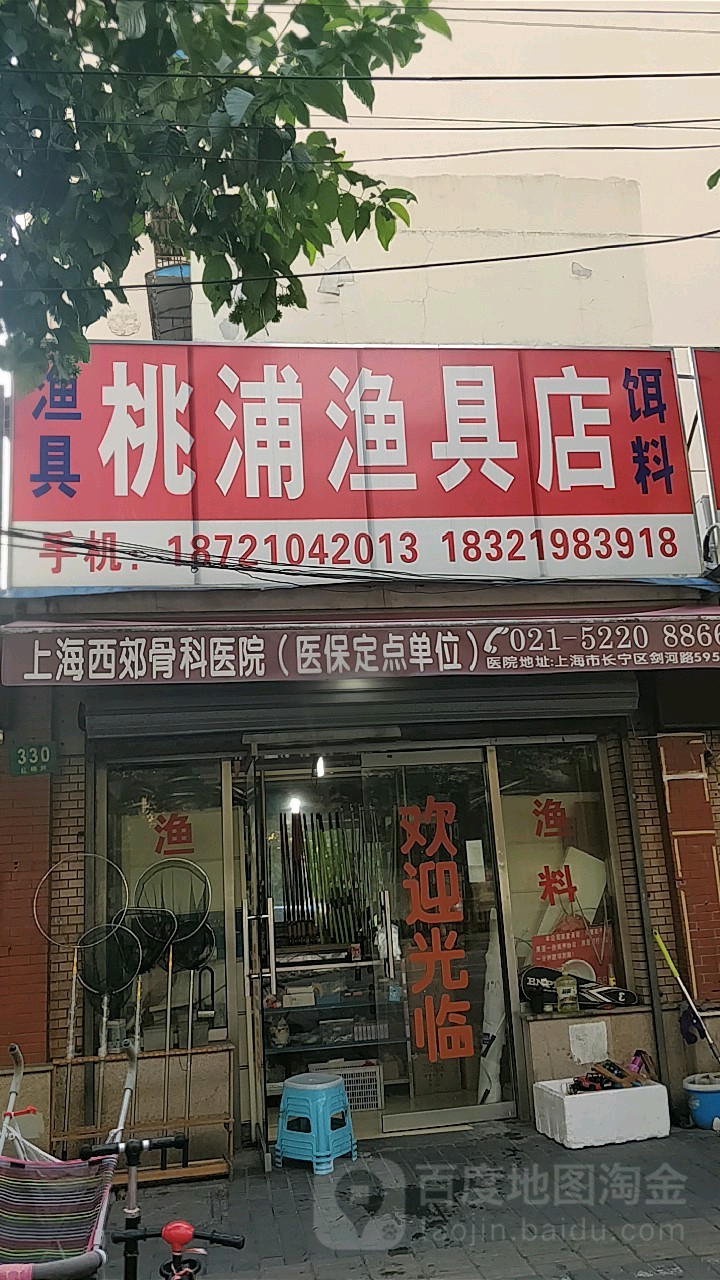 渔具
桃浦渔具店
饵料
手机：18721042013 18321983918
上海西郊骨科医院（医保定点单位）
021-5220 886
医院地址:上海市长宁区剑河路595
330
渔
欢迎光临
渔料
百度地图淘金
taojin.baidu.com